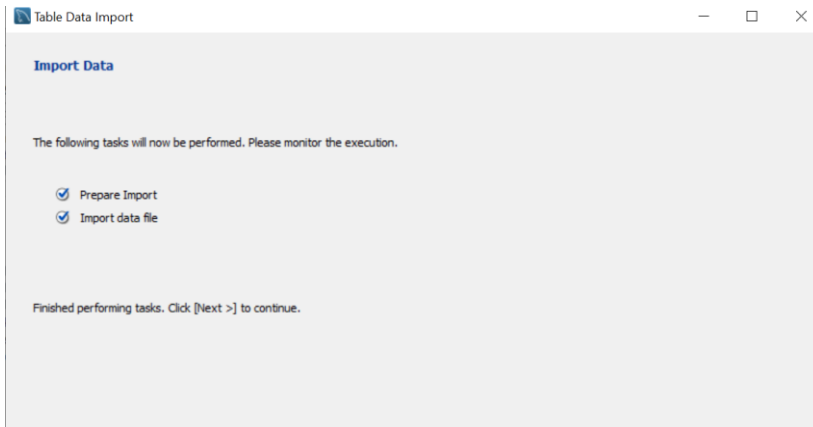 Table Data Import
Import Data
The following tasks will now be performed. Please monitor the execution.
Prepare Import
Import data file
Finished performing tasks. Click [Next >] to continue.